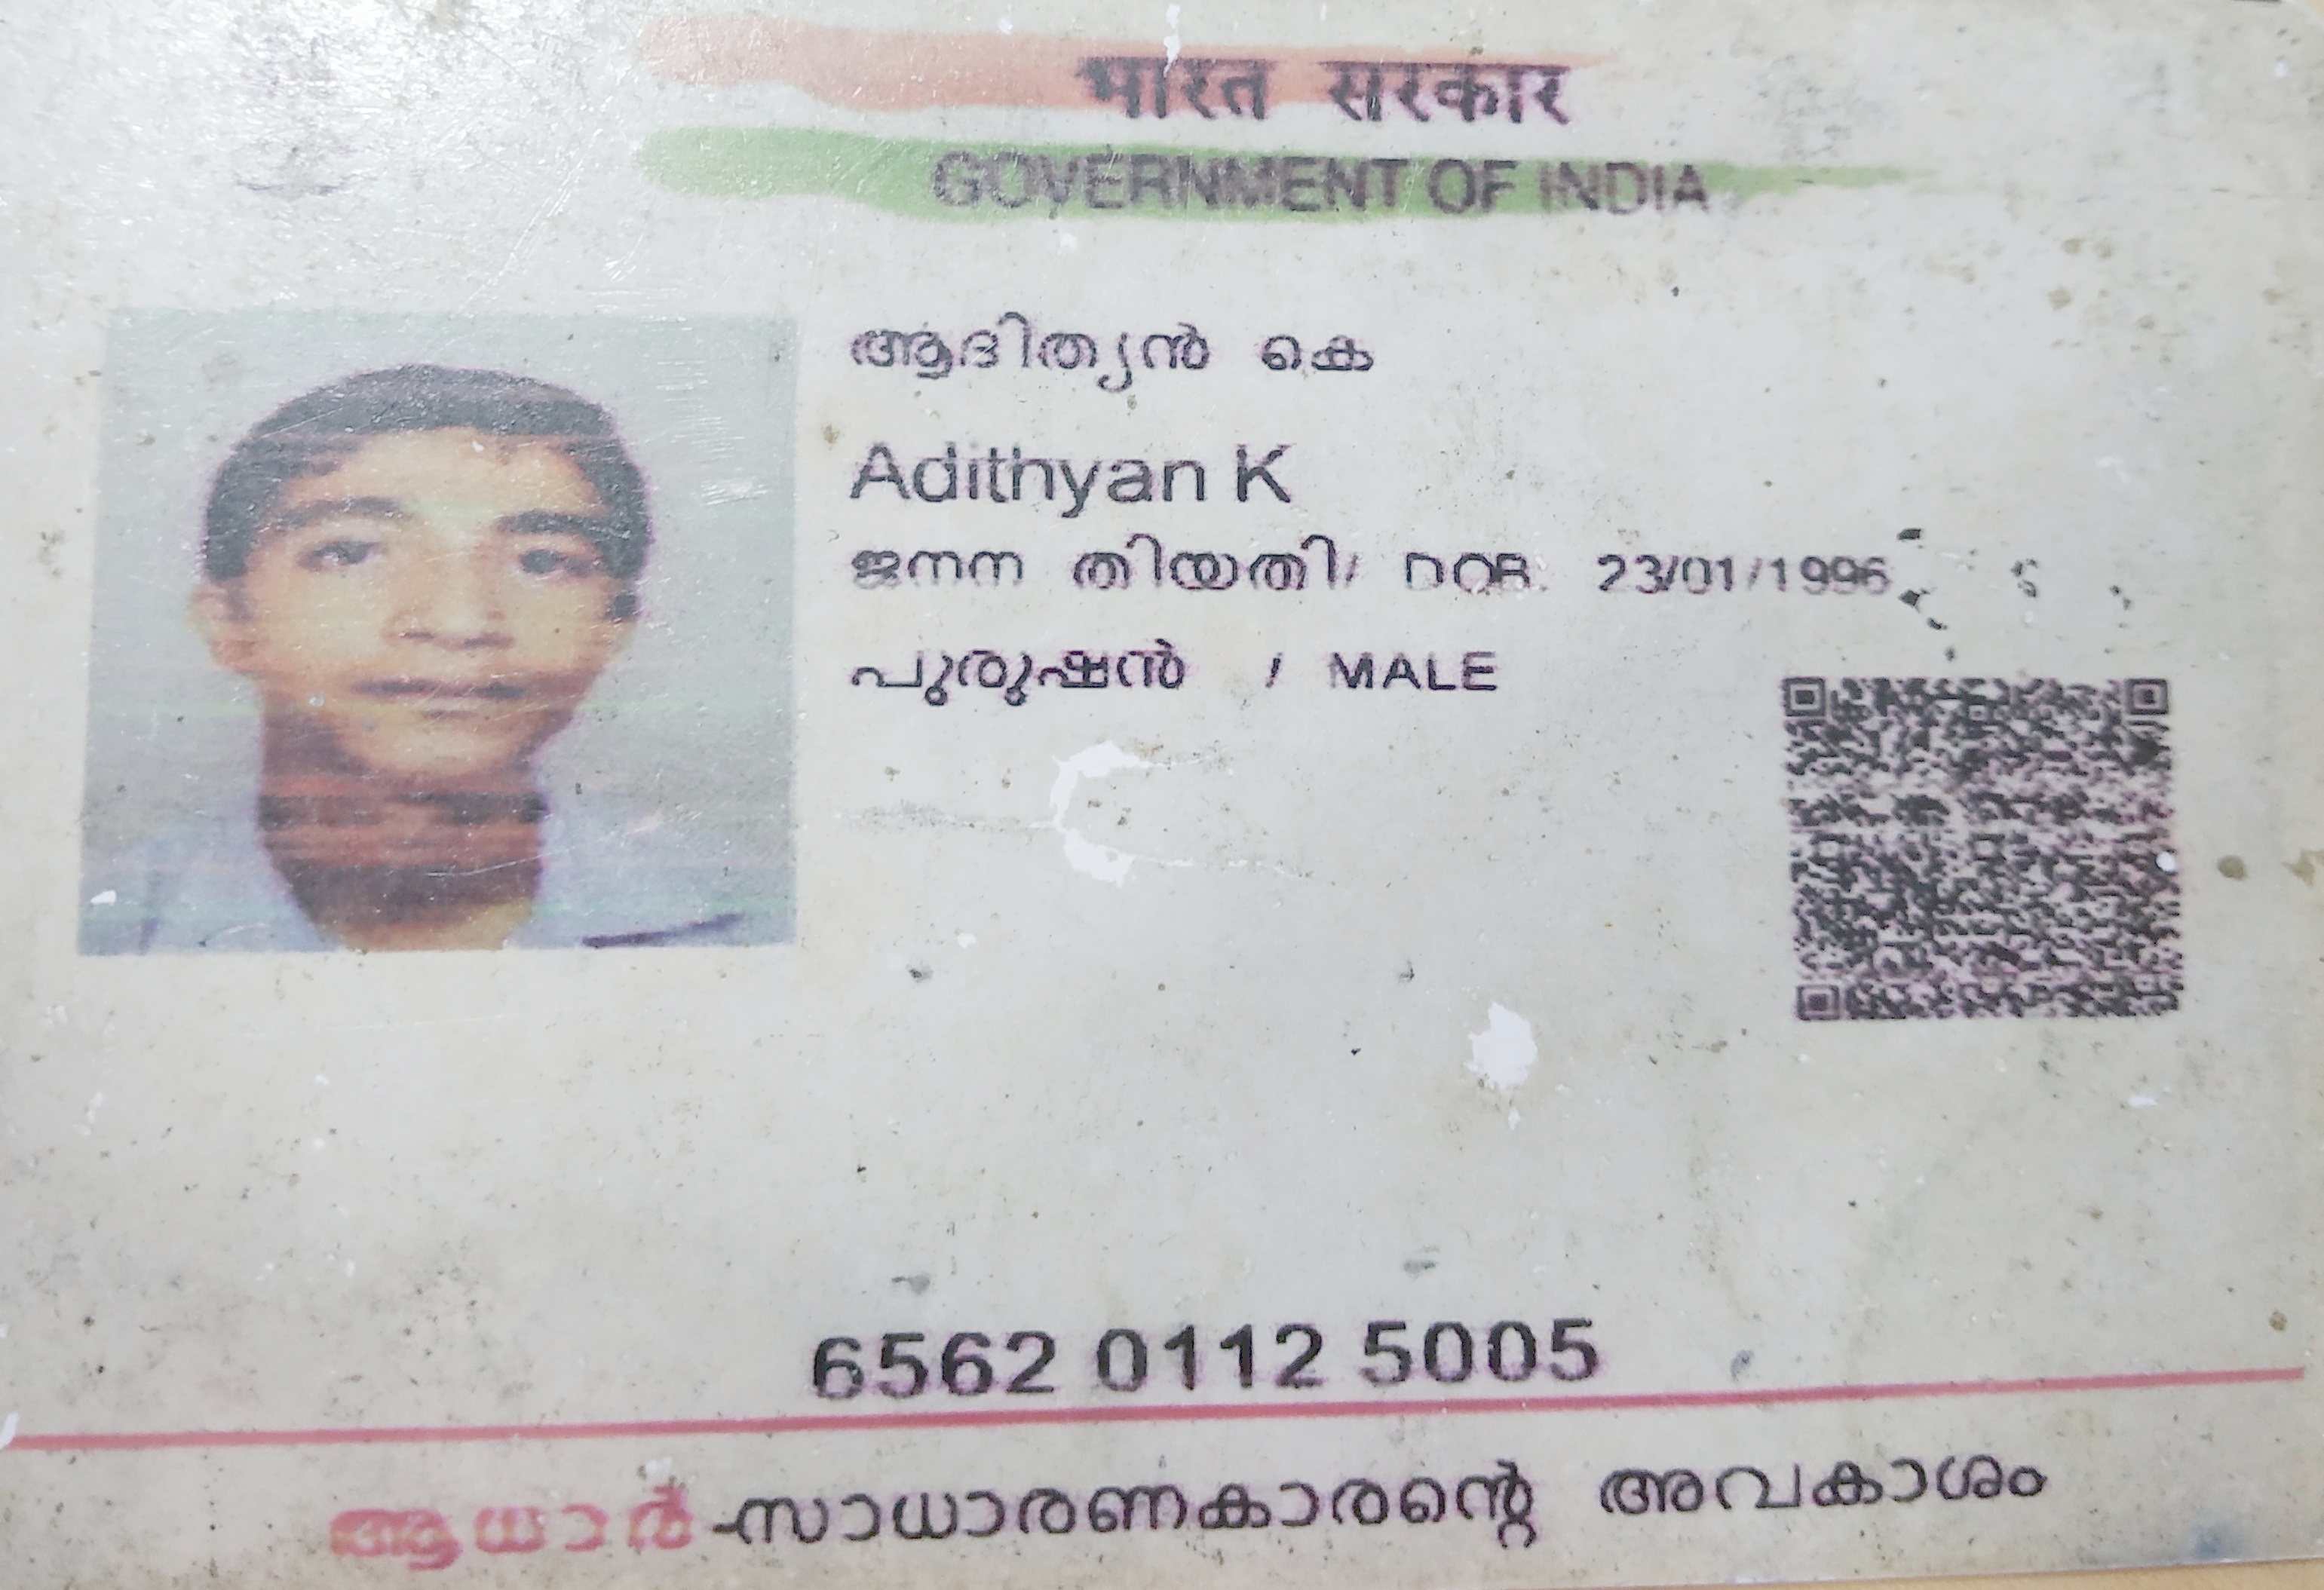 भारत सरकार
GOVERNMENT OF INDIA
ആദിത്യൻ കെ
Adithyan K
ജനന തിയതി/ DOB: 23/01/1996
പുരുഷൻ / MALE
6562 0112 5005
ആധാർ-സാധാരണകാരന്റെ അവകാശം